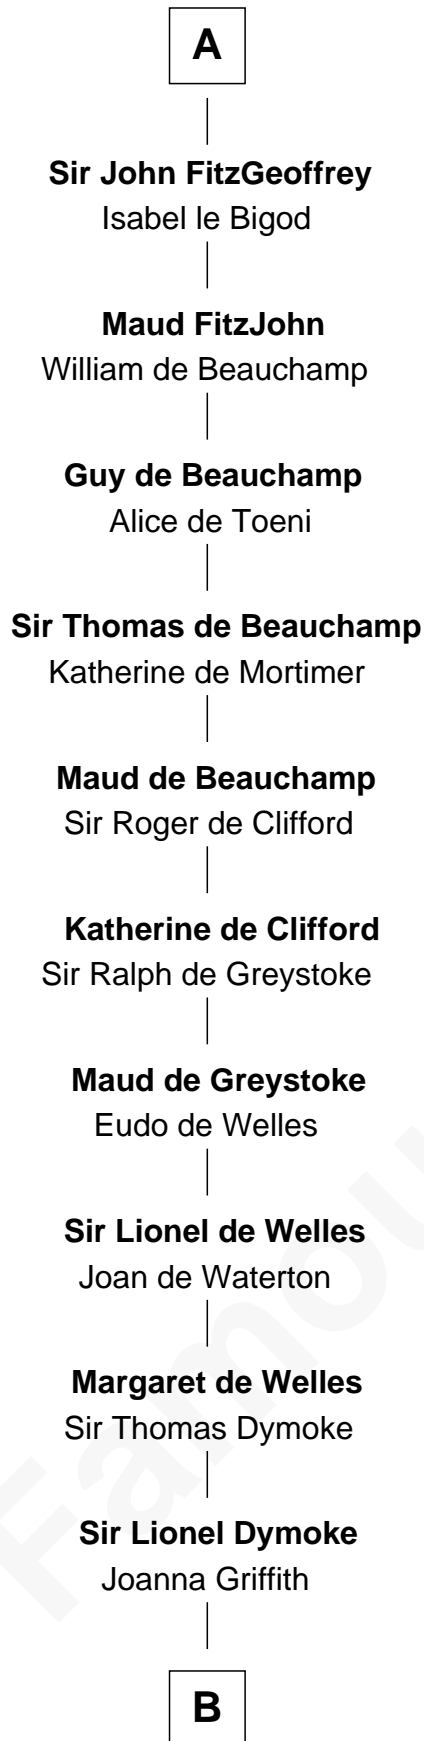 A
Sir John FitzGeoffrey
Isabel le Bigod
Maud FitzJohn
William de Beauchamp
Guy de Beauchamp
Alice de Toeni
Sir Thomas de Beauchamp
Katherine de Mortimer
Maud de Beauchamp
Sir Roger de Clifford
Katherine de Clifford
Sir Ralph de Greystoke
Maud de Greystoke
Eudo de Welles
Sir Lionel de Welles
Joan de Waterton
Margaret de Welles
Sir Thomas Dymoke
Sir Lionel Dymoke
Joanna Griffith
B
Famou